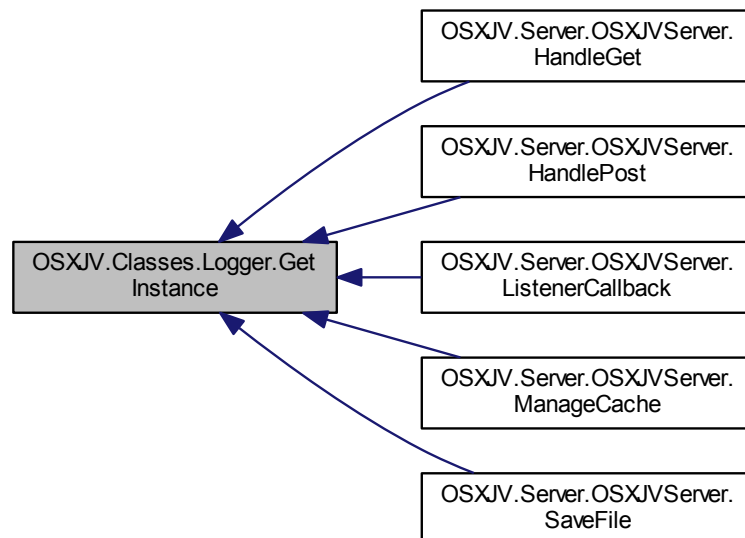 OSXJV.Server.OSXJVServer.
HandleGet
OSXJV.Server.OSXJVServer.
HandlePost
OSXJV.Classes.Logger.Get
Instance
OSXJV.Server.OSXJVServer.
ListenerCallback
OSXJV.Server.OSXJVServer.
ManageCache
OSXJV.Server.OSXJVServer.
SaveFile